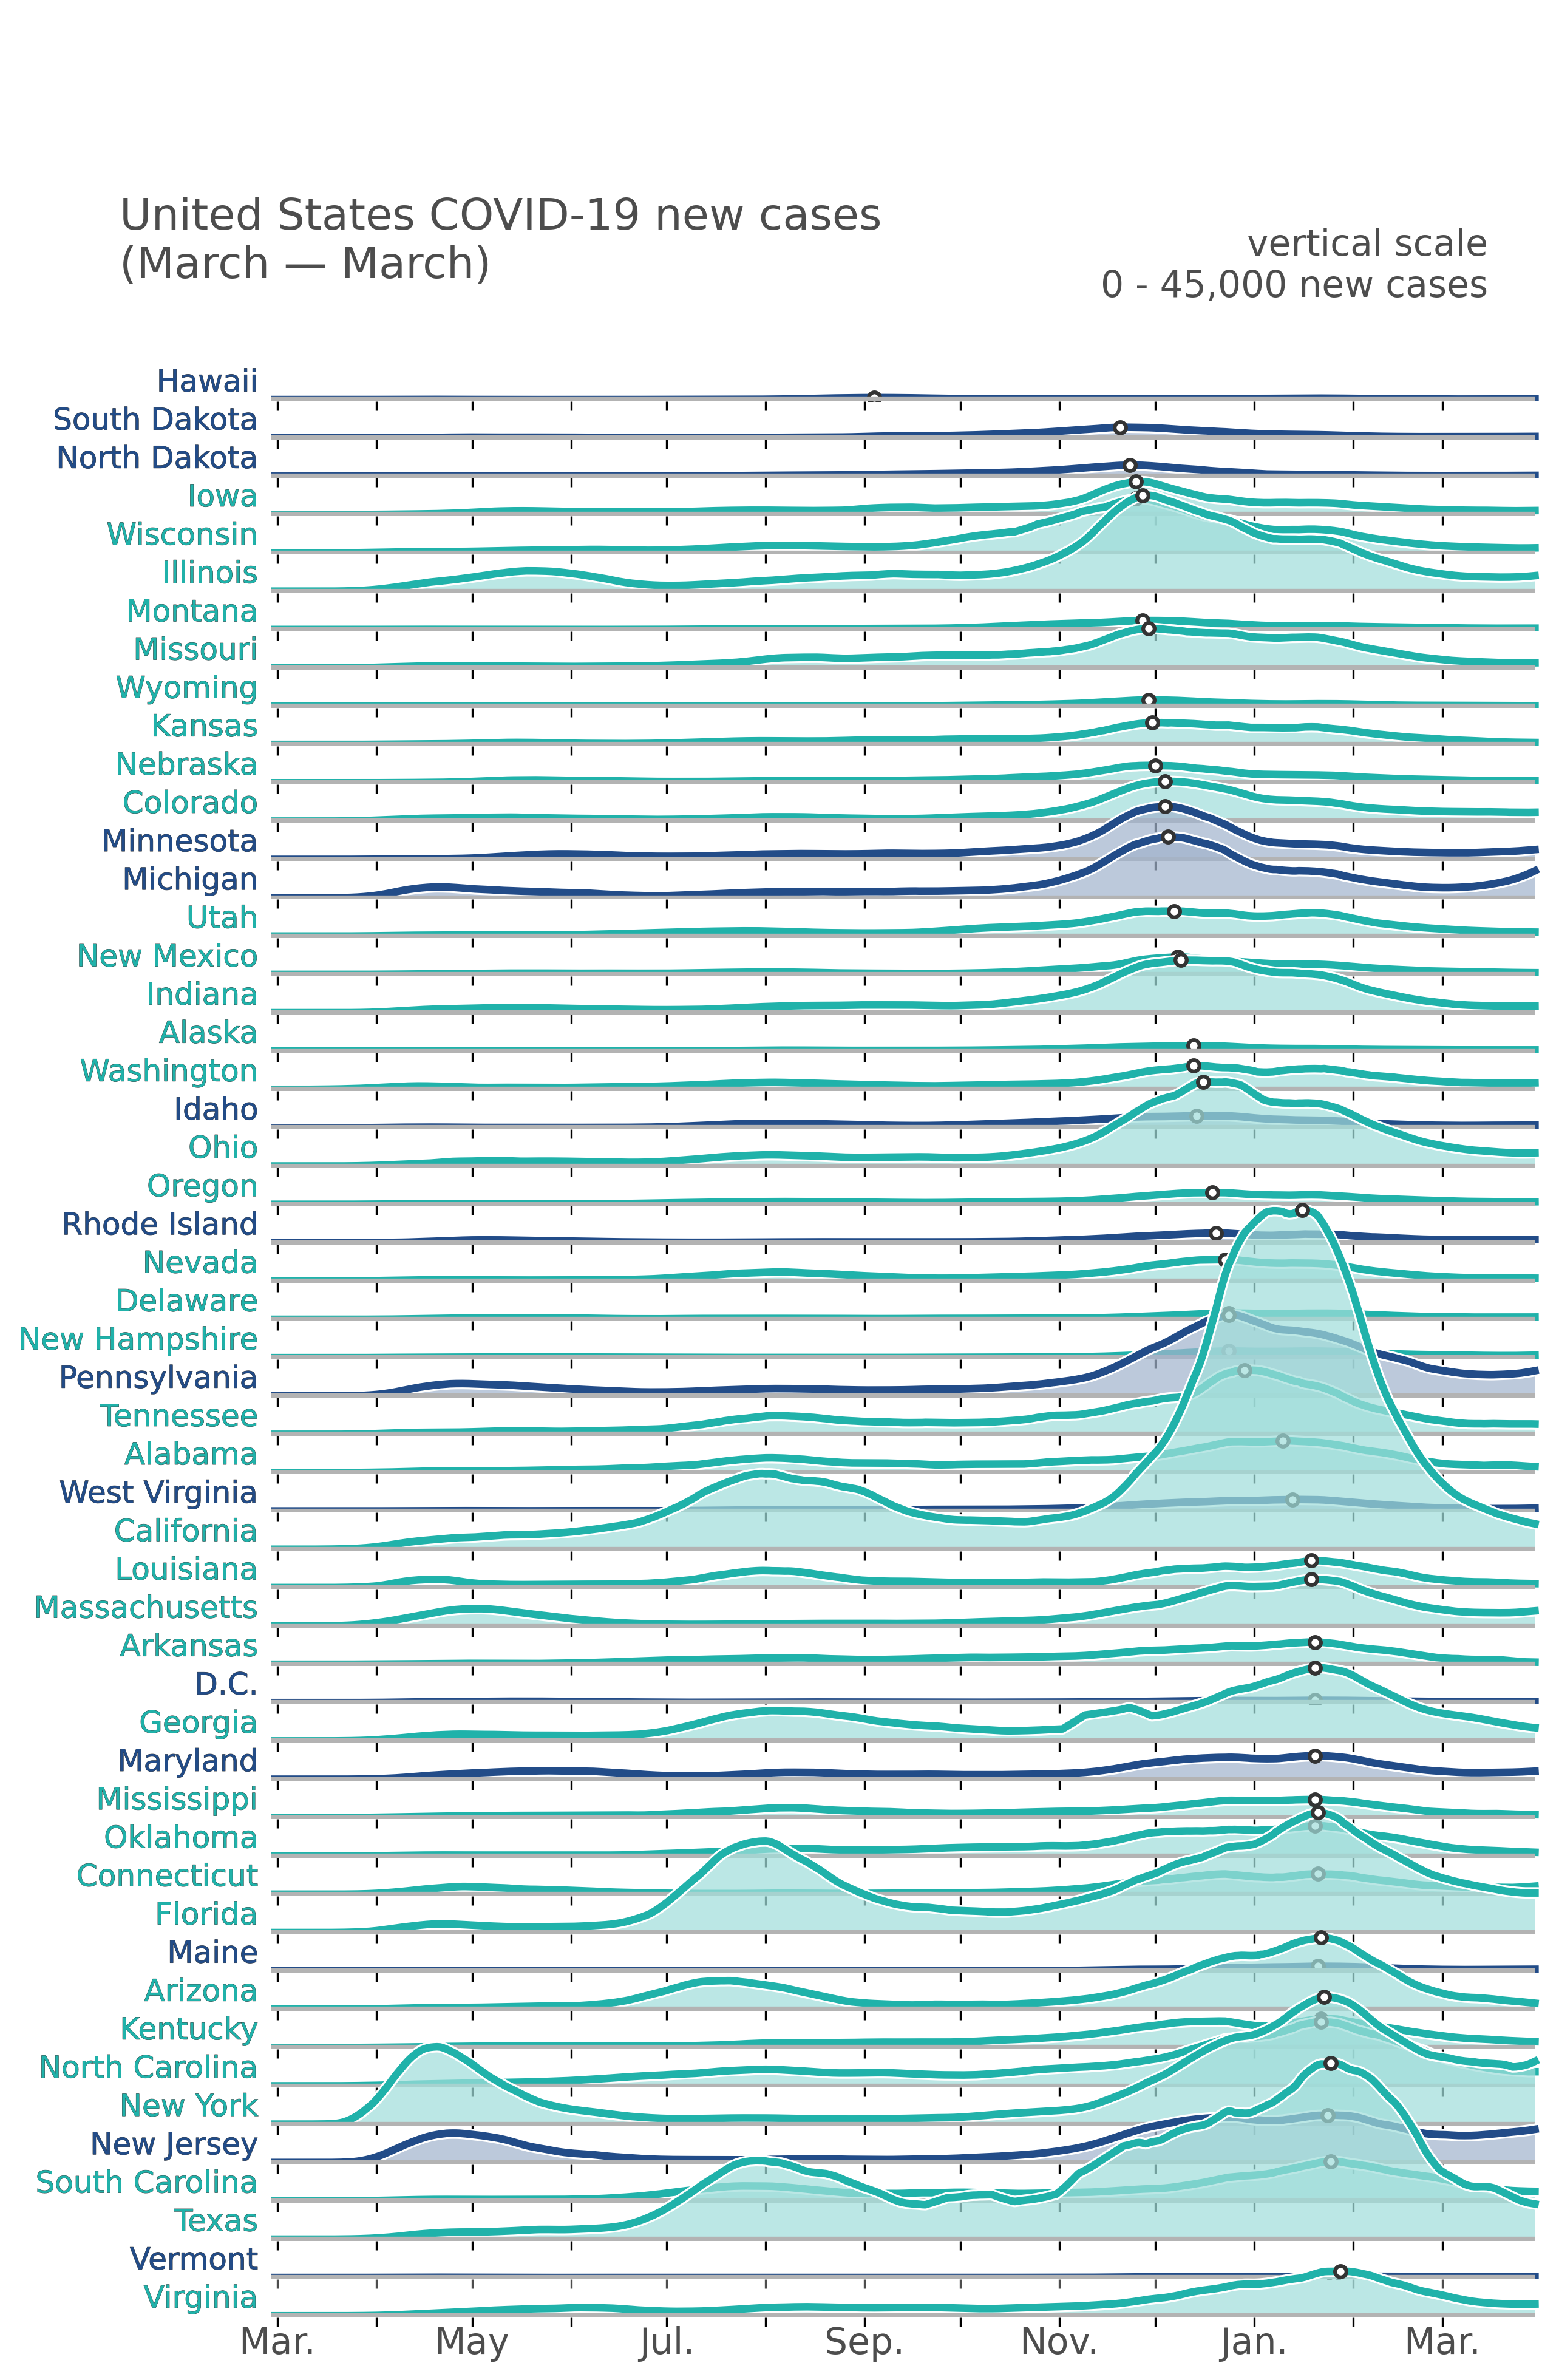 United States COVID-19 new cases
(March — March)
vertical scale
0 - 45,000 new cases
Hawaii
South Dakota
North Dakota
Iowa
Wisconsin
Illinois
Montana
Missouri
Wyoming
Kansas
Nebraska
Colorado
Minnesota
Michigan
Utah
New Mexico
Indiana
Alaska
Washington
Idaho
Ohio
Oregon
Rhode Island
Nevada
Delaware
New Hampshire
Pennsylvania
Tennessee
Alabama
West Virginia
California
Louisiana
Massachusetts
Arkansas
D.C.
Georgia
Maryland
Mississippi
Oklahoma
Connecticut
Florida
Maine
Arizona
Kentucky
North Carolina
New York
New Jersey
South Carolina
Texas
Vermont
Virginia
Mar. May Jul. Sep. Nov. Jan. Mar.